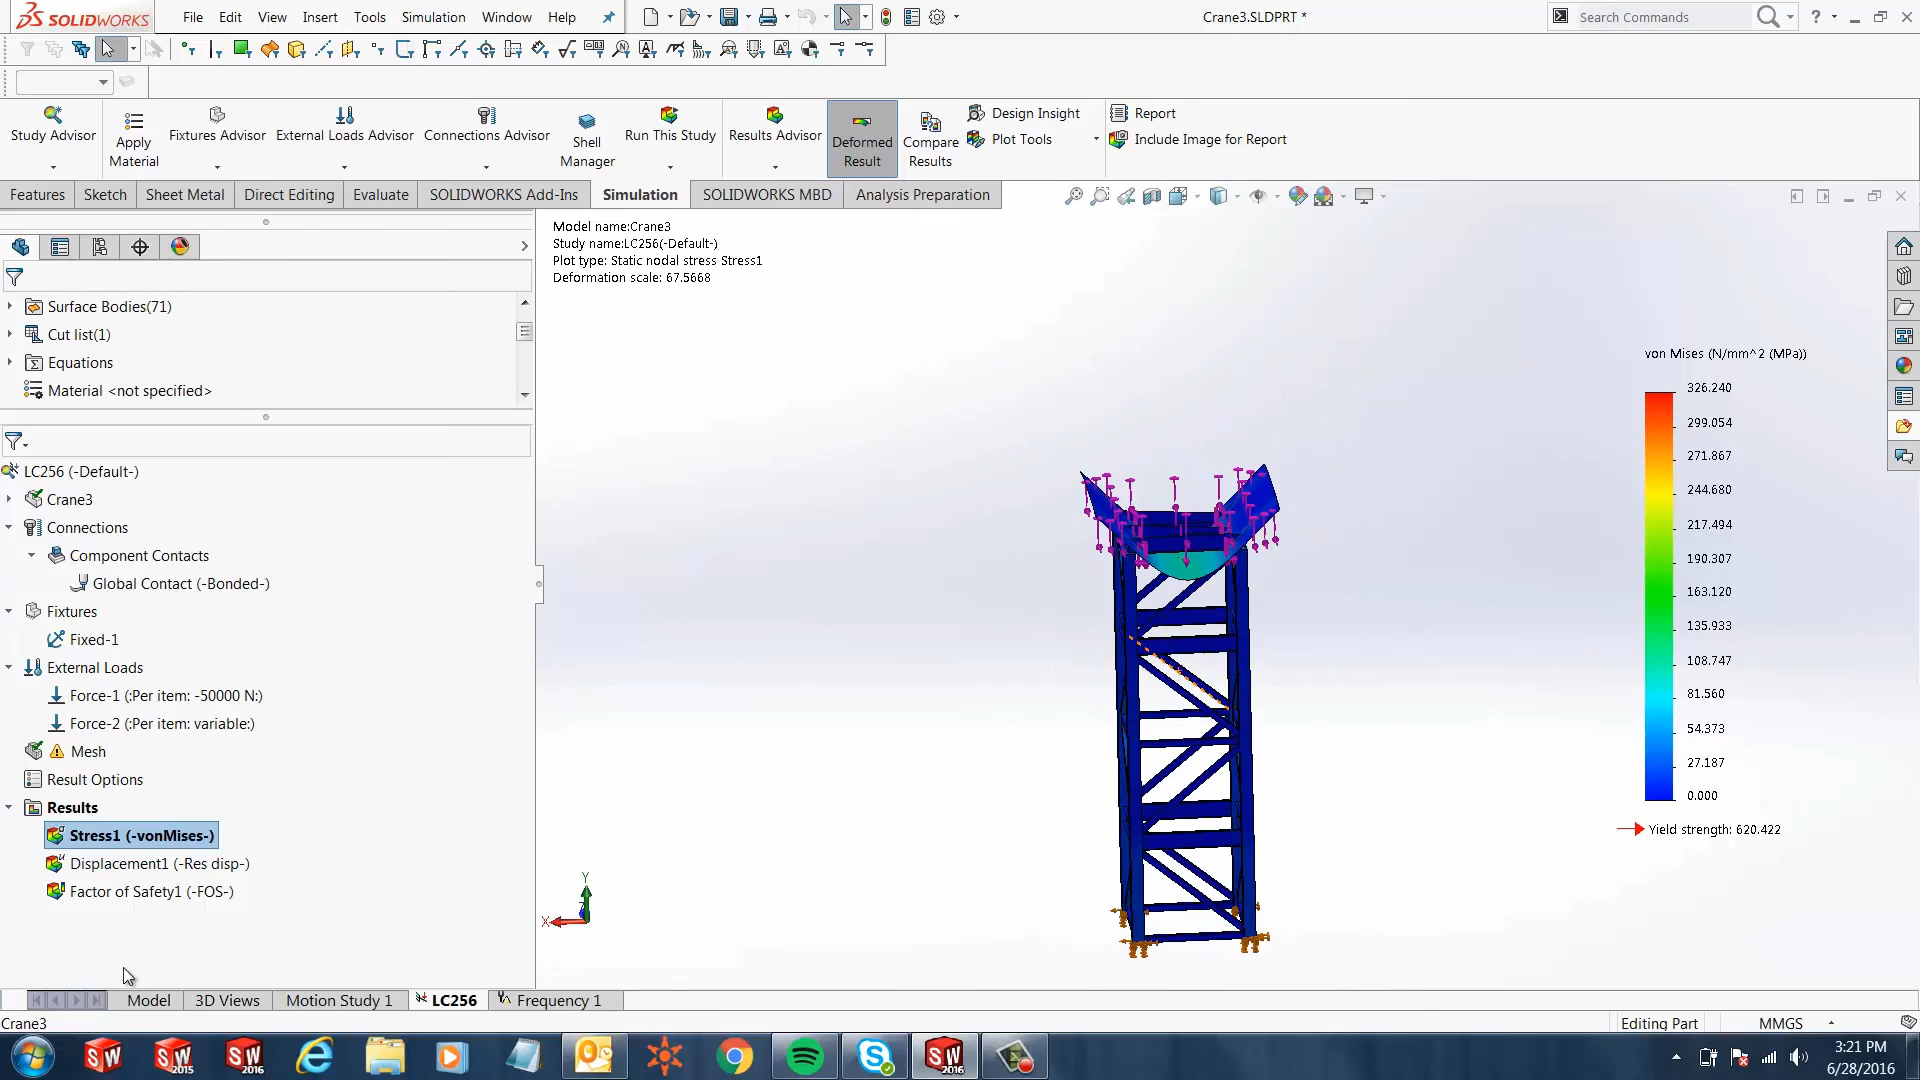 SOLIDWORKS
File Edit View Insert Tools Simulation Window Help
Crane3.SLDPRT *
Search Commands
Study Advisor
Apply Material
Fixtures Advisor
External Loads Advisor
Connections Advisor
Shell Manager
Run This Study
Results Advisor
Deformed Result
Compare Results
Design Insight
Plot Tools
Report
Include Image for Report
Features Sketch Sheet Metal Direct Editing Evaluate SOLIDWORKS Add-Ins Simulation SOLIDWORKS MBD Analysis Preparation
Surface Bodies(71)
Cut list(1)
Equations
Material <not specified>
LC256 (-Default-)
Crane3
Connections
Component Contacts
Global Contact (-Bonded-)
Fixtures
Fixed-1
External Loads
Force-1 (:Per item: -50000 N:)
Force-2 (:Per item: variable:)
Mesh
Result Options
Results
Stress1 (-vonMises-)
Displacement1 (-Res disp-)
Factor of Safety1 (-FOS-)
Model name:Crane3
Study name:LC256(-Default-)
Plot type: Static nodal stress Stress1
Deformation scale: 67.5668
Y
X
Z
von Mises (N/mm^2 (MPa))
326.240
299.054
271.867
244.680
217.494
190.307
163.120
135.933
108.747
81.560
54.373
27.187
0.000
Yield strength: 620.422
Model 3D Views Motion Study 1 LC256 Frequency 1
Crane3
Editing Part
MMGS
SW
SW 2015
SW 2016
SW 2016
3:21 PM
6/28/2016